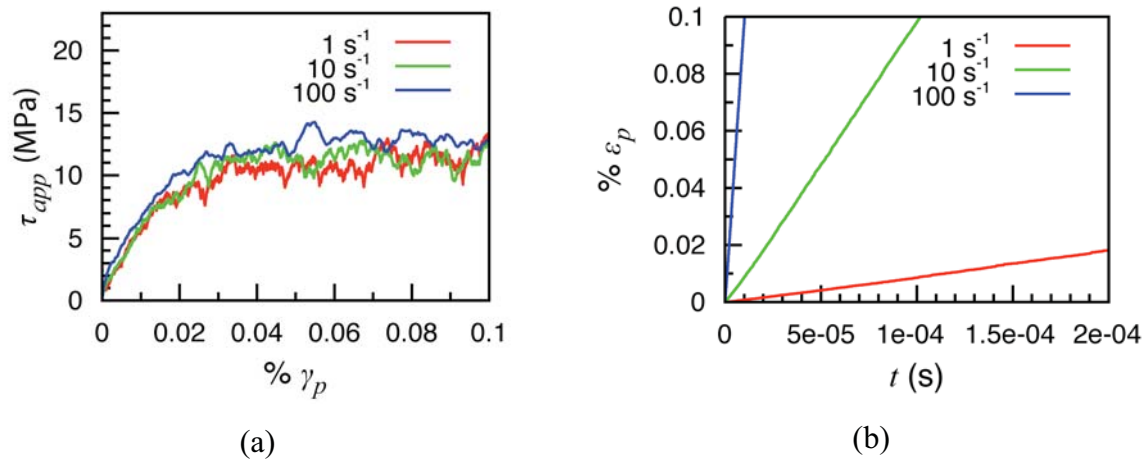 20
15
10
5
0
τ_app (MPa)
1 s⁻¹
10 s⁻¹
100 s⁻¹
0 0.02 0.04 0.06 0.08 0.1
% γ_p
(a)
0.1
0.08
0.06
0.04
0.02
0
% ε_p
1 s⁻¹
10 s⁻¹
100 s⁻¹
0 5e-05 1e-04 1.5e-04 2e-04
t (s)
(b)